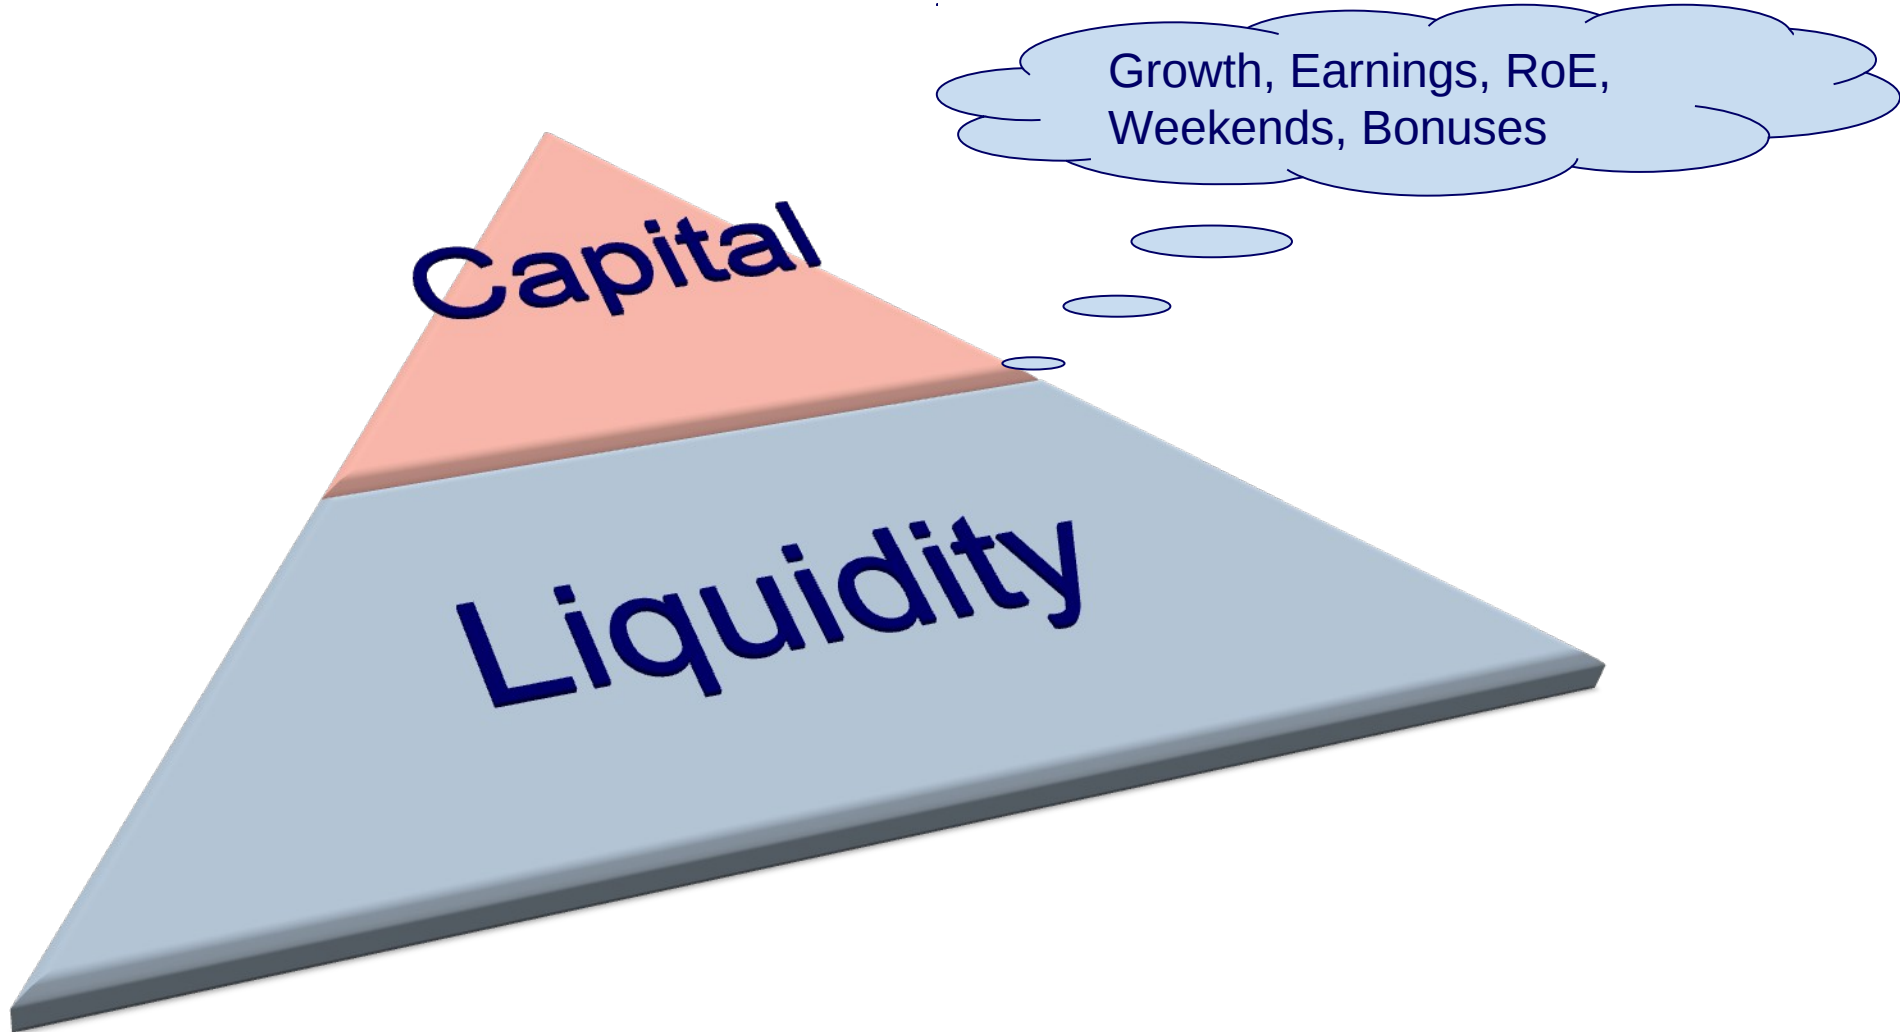 Growth, Earnings, RoE,
Weekends, Bonuses
Capital
Liquidity